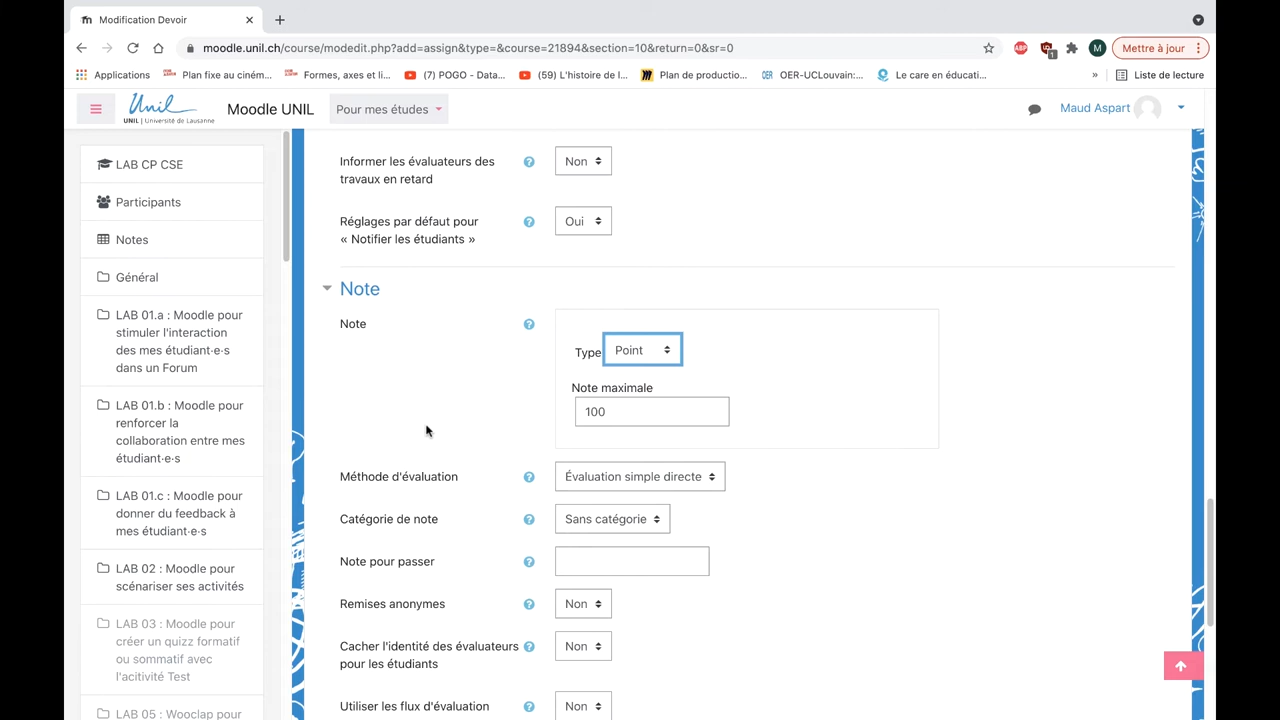 Modification Devoir
moodle.unil.ch/course/modedit.php?add=assign&type=&course=21894&section=10&return=0&sr=0
ABP
1
M
Mettre à jour
Applications
Plan fixe au ciném...
Formes, axes et li...
(7) POGO - Data...
(59) L'histoire de l...
Plan de productio...
OER-UCLouvain:...
Le care en éducati...
»
Liste de lecture
Unil
UNIL | Université de Lausanne
Moodle UNIL
Pour mes études
Maud Aspart
LAB CP CSE
Participants
Notes
Général
LAB 01.a : Moodle pour
stimuler l'interaction
des mes étudiant·e·s
dans un Forum
LAB 01.b : Moodle pour
renforcer la
collaboration entre mes
étudiant·e·s
LAB 01.c : Moodle pour
donner du feedback à
mes étudiant·e·s
LAB 02 : Moodle pour
scénariser ses activités
LAB 03 : Moodle pour
créer un quizz formatif
ou sommatif avec
l'acitivité Test
LAB 05 : Wooclap pour
Informer les évaluateurs des
travaux en retard
Non
Réglages par défaut pour
« Notifier les étudiants »
Oui
Note
Note
Type
Point
Note maximale
100
Méthode d'évaluation
Évaluation simple directe
Catégorie de note
Sans catégorie
Note pour passer
Remises anonymes
Non
Cacher l'identité des évaluateurs
pour les étudiants
Non
Utiliser les flux d'évaluation
Non